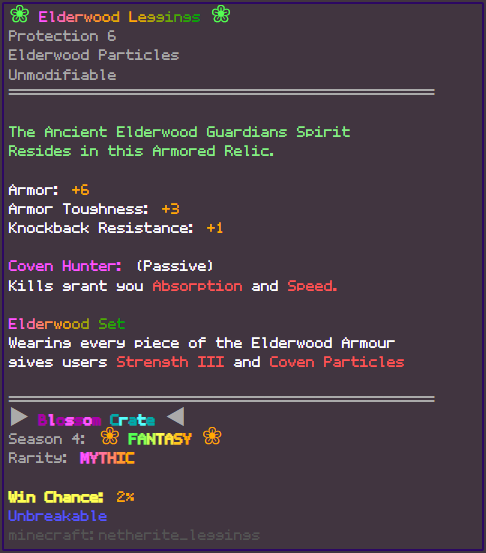 ❀ Elderwood Leggings ❀
Protection 6
Elderwood Particles
Unmodifiable
The Ancient Elderwood Guardians Spirit
Resides in this Armored Relic.
Armor: +6
Armor Toughness: +3
Knockback Resistance: +1
Coven Hunter: (Passive)
Kills grant you Absorption and Speed.
Elderwood Set
Wearing every piece of the Elderwood Armour
gives users Strength III and Coven Particles
▶ Blossom Crate ◀
Season 4: ❀ FANTASY ❀
Rarity: MYTHIC
Win Chance: 2%
Unbreakable
minecraft:netherite_leggings